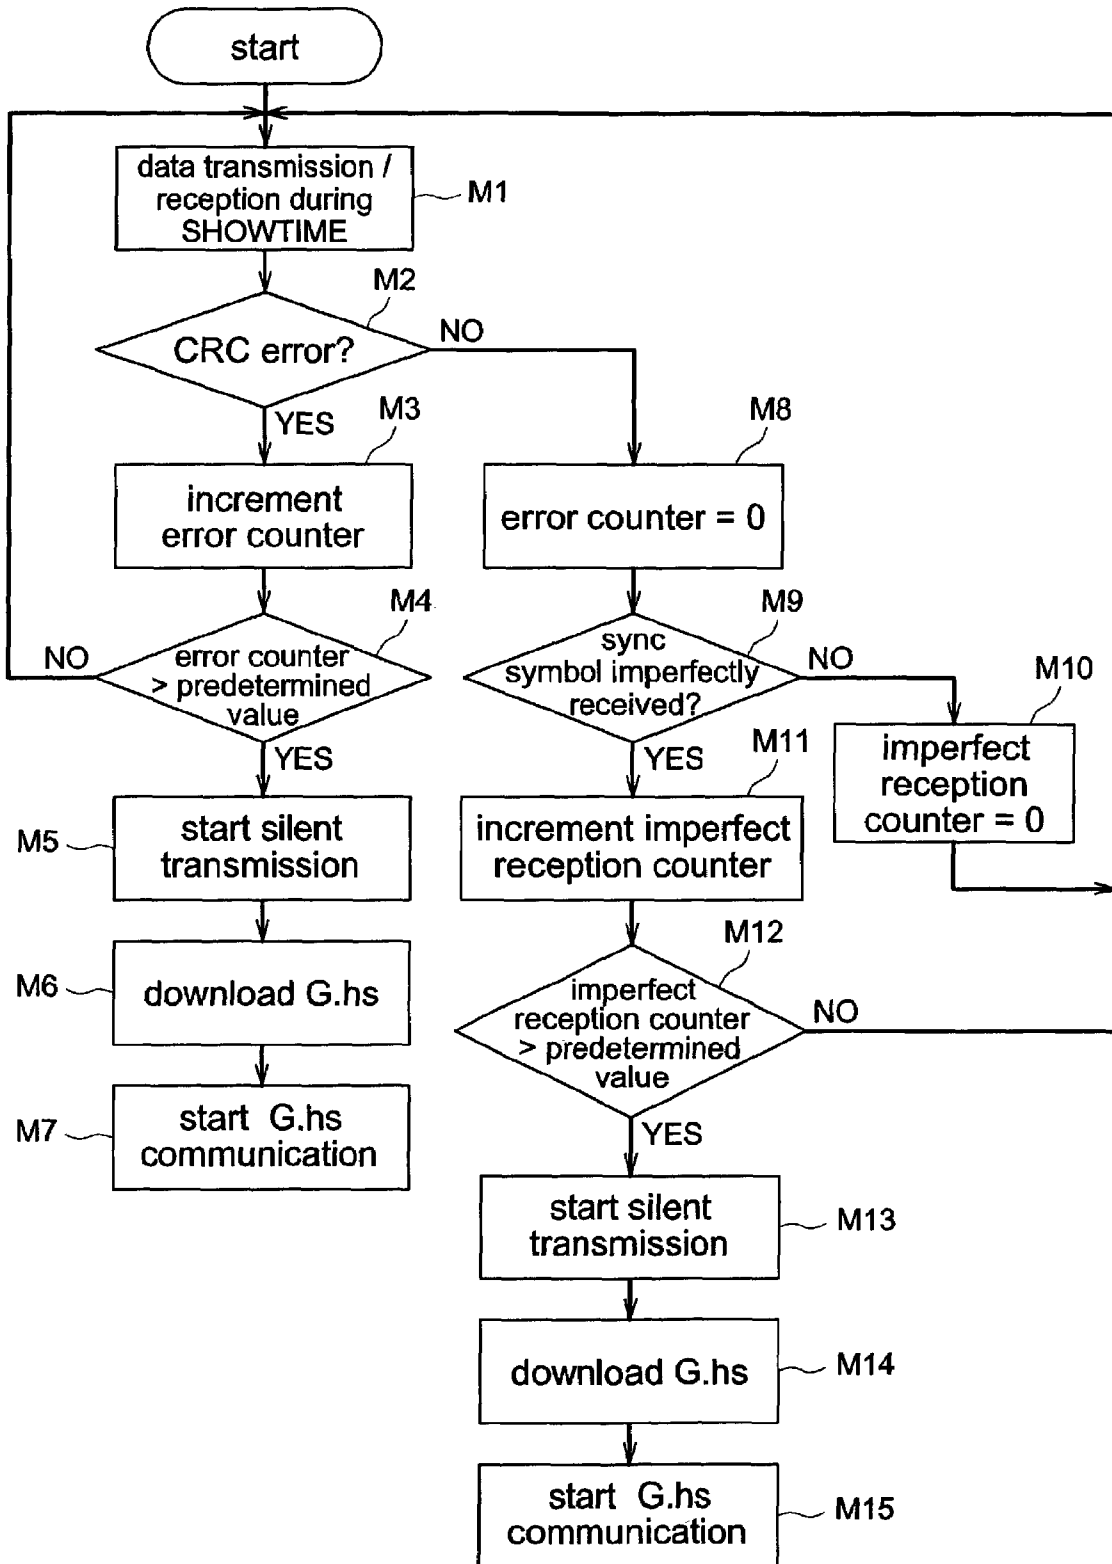 start
data transmission /
reception during
SHOWTIME
M1
M2
CRC error?
NO
YES
M3
increment
error counter
M8
error counter = 0
M4
NO
error counter
> predetermined
value
YES
M9
sync
symbol imperfectly
received?
NO
YES
M10
imperfect
reception
counter = 0
M5
start silent
transmission
M11
increment imperfect
reception counter
M6
download G.hs
M12
imperfect
reception counter
> predetermined
value
NO
YES
M7
start G.hs
communication
start silent
transmission
M13
download G.hs
M14
start G.hs
communication
M15